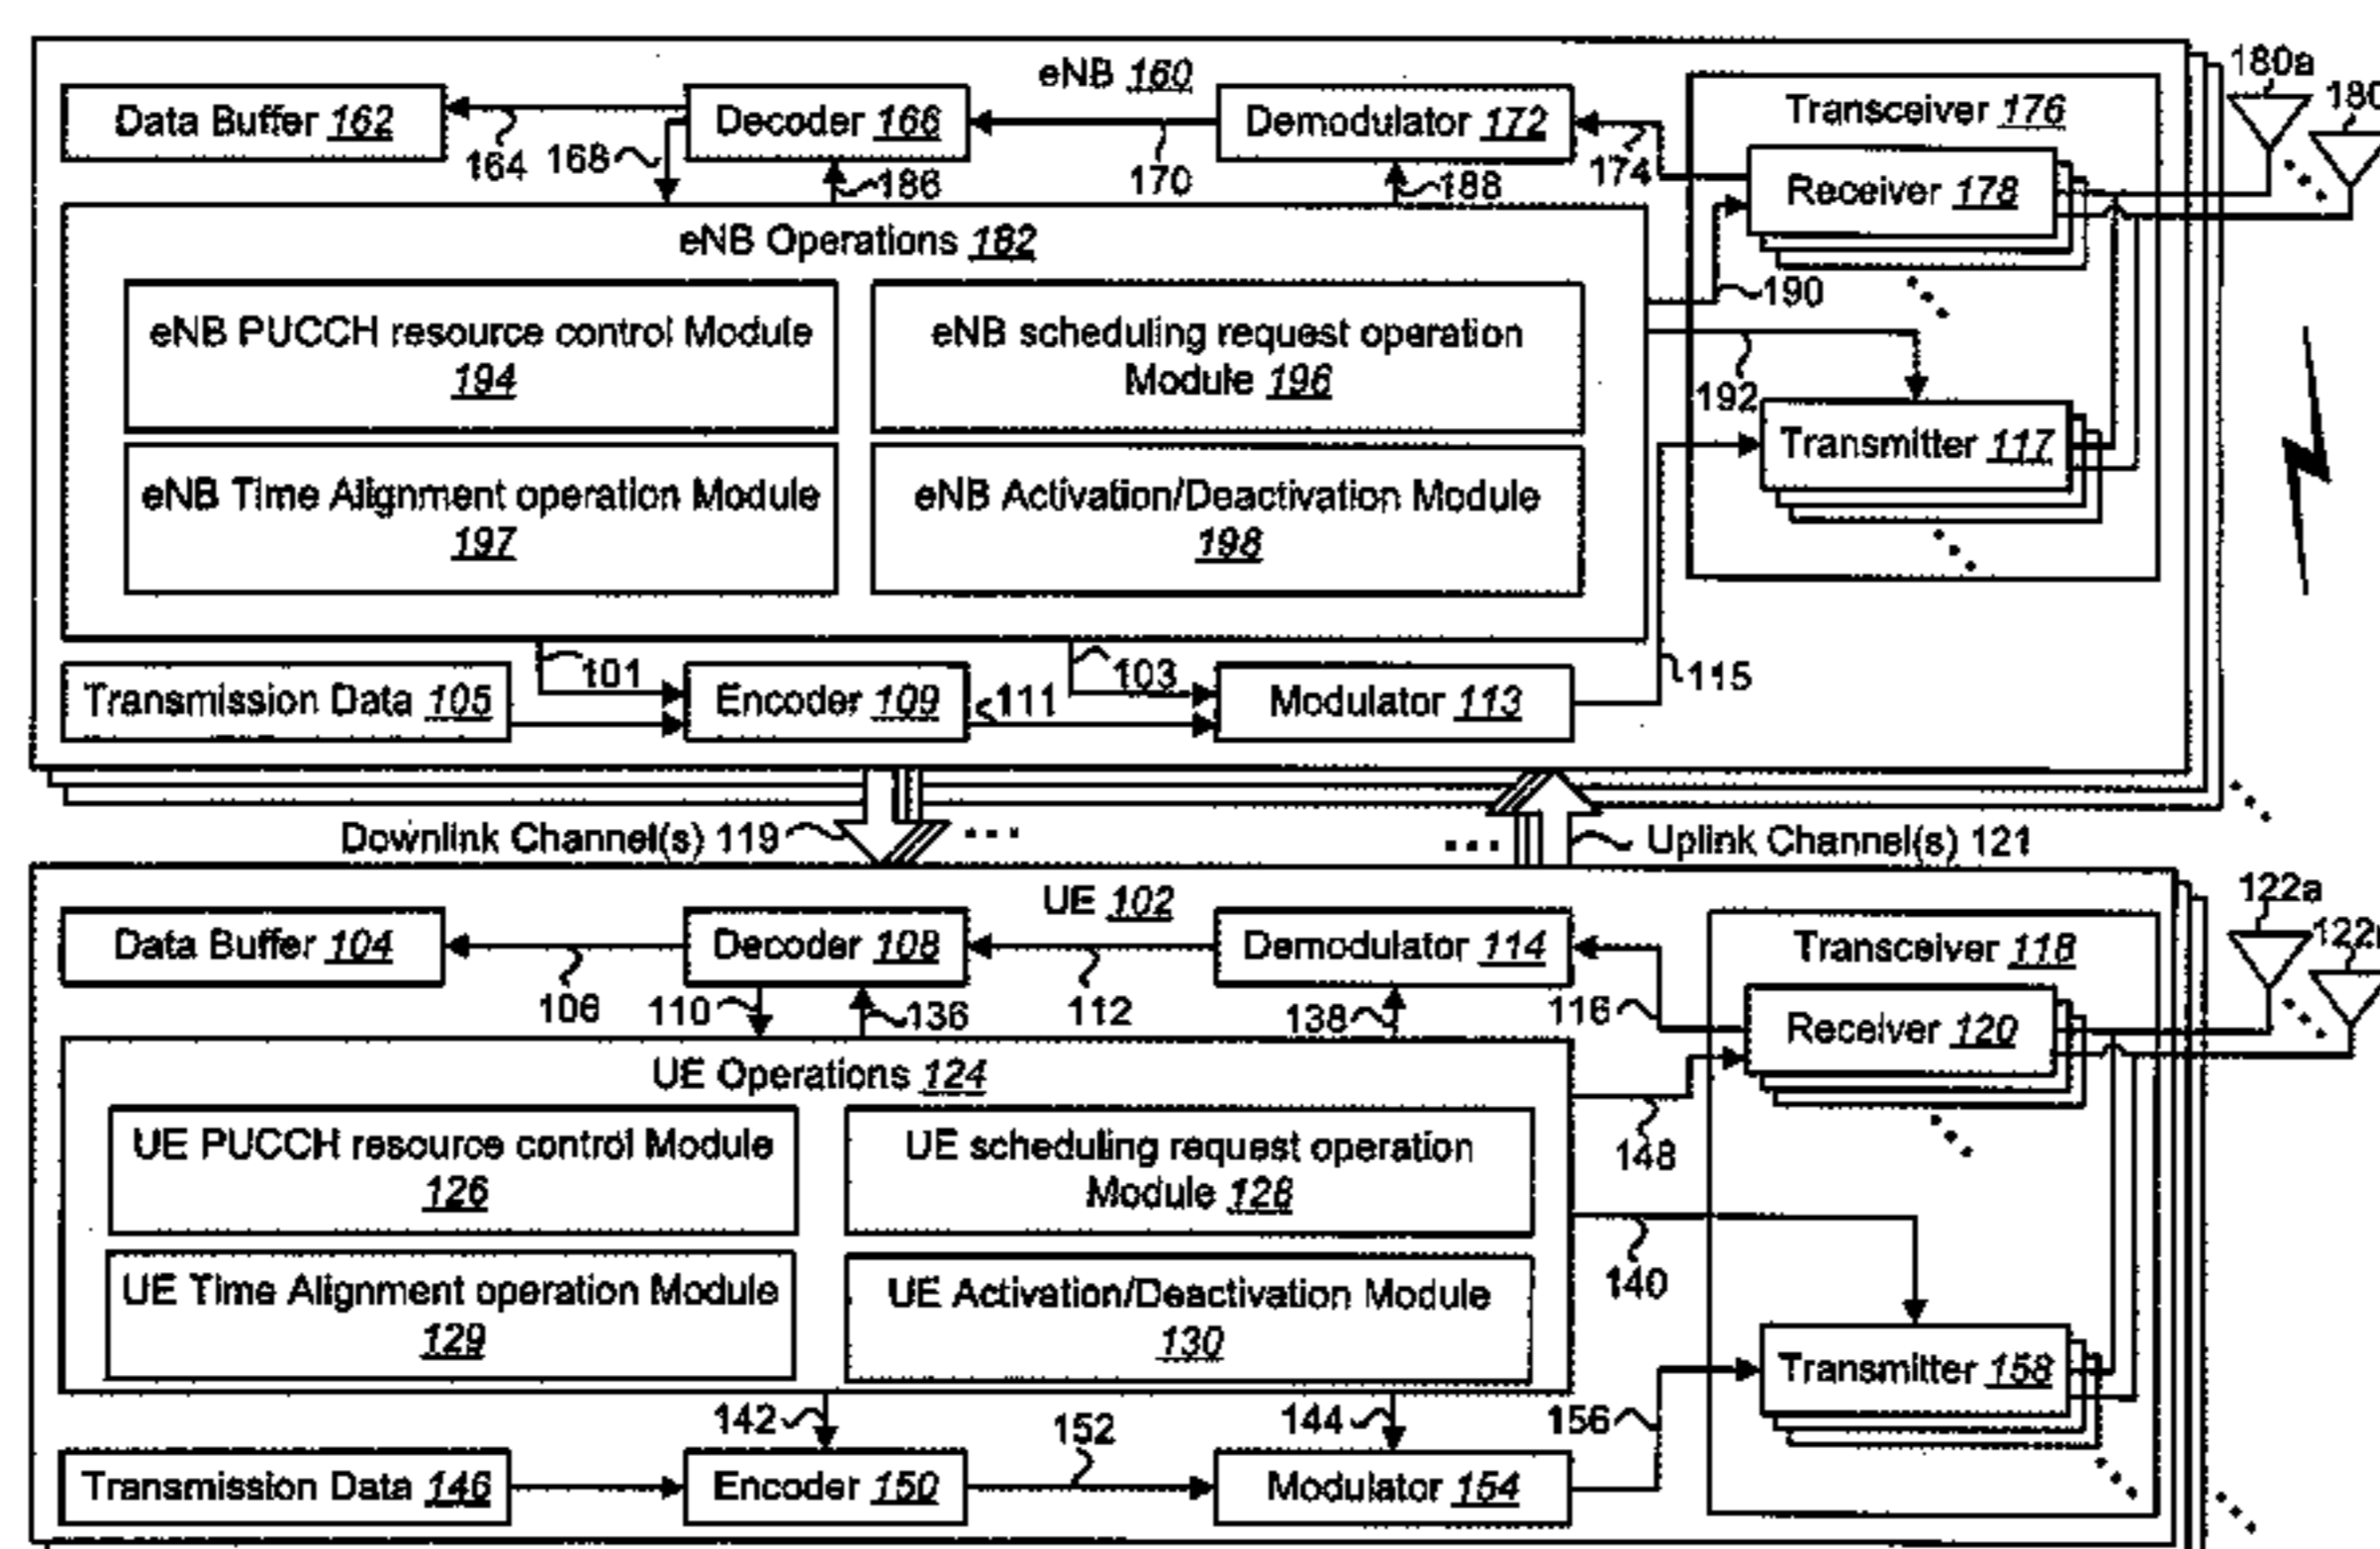 eNB 160
180a
180
Data Buffer 162
Decoder 166
Demodulator 172
Transceiver 176
164
168
186
170
188
174
Receiver 178
eNB Operations 182
190
eNB PUCCH resource control Module
194
eNB scheduling request operation
Module 196
192
Transmitter 117
eNB Time Alignment operation Module
197
eNB Activation/Deactivation Module
198
101
103
115
Transmission Data 105
Encoder 109
111
Modulator 113
Downlink Channel(s) 119
Uplink Channel(s) 121
UE 102
122a
Data Buffer 104
Decoder 108
Demodulator 114
Transceiver 118
106
110
136
112
138
116
Receiver 120
UE Operations 124
148
UE PUCCH resource control Module
126
UE scheduling request operation
Module 128
140
UE Time Alignment operation Module
129
UE Activation/Deactivation Module
130
Transmitter 158
142
152
144
156
Transmission Data 146
Encoder 150
Modulator 154